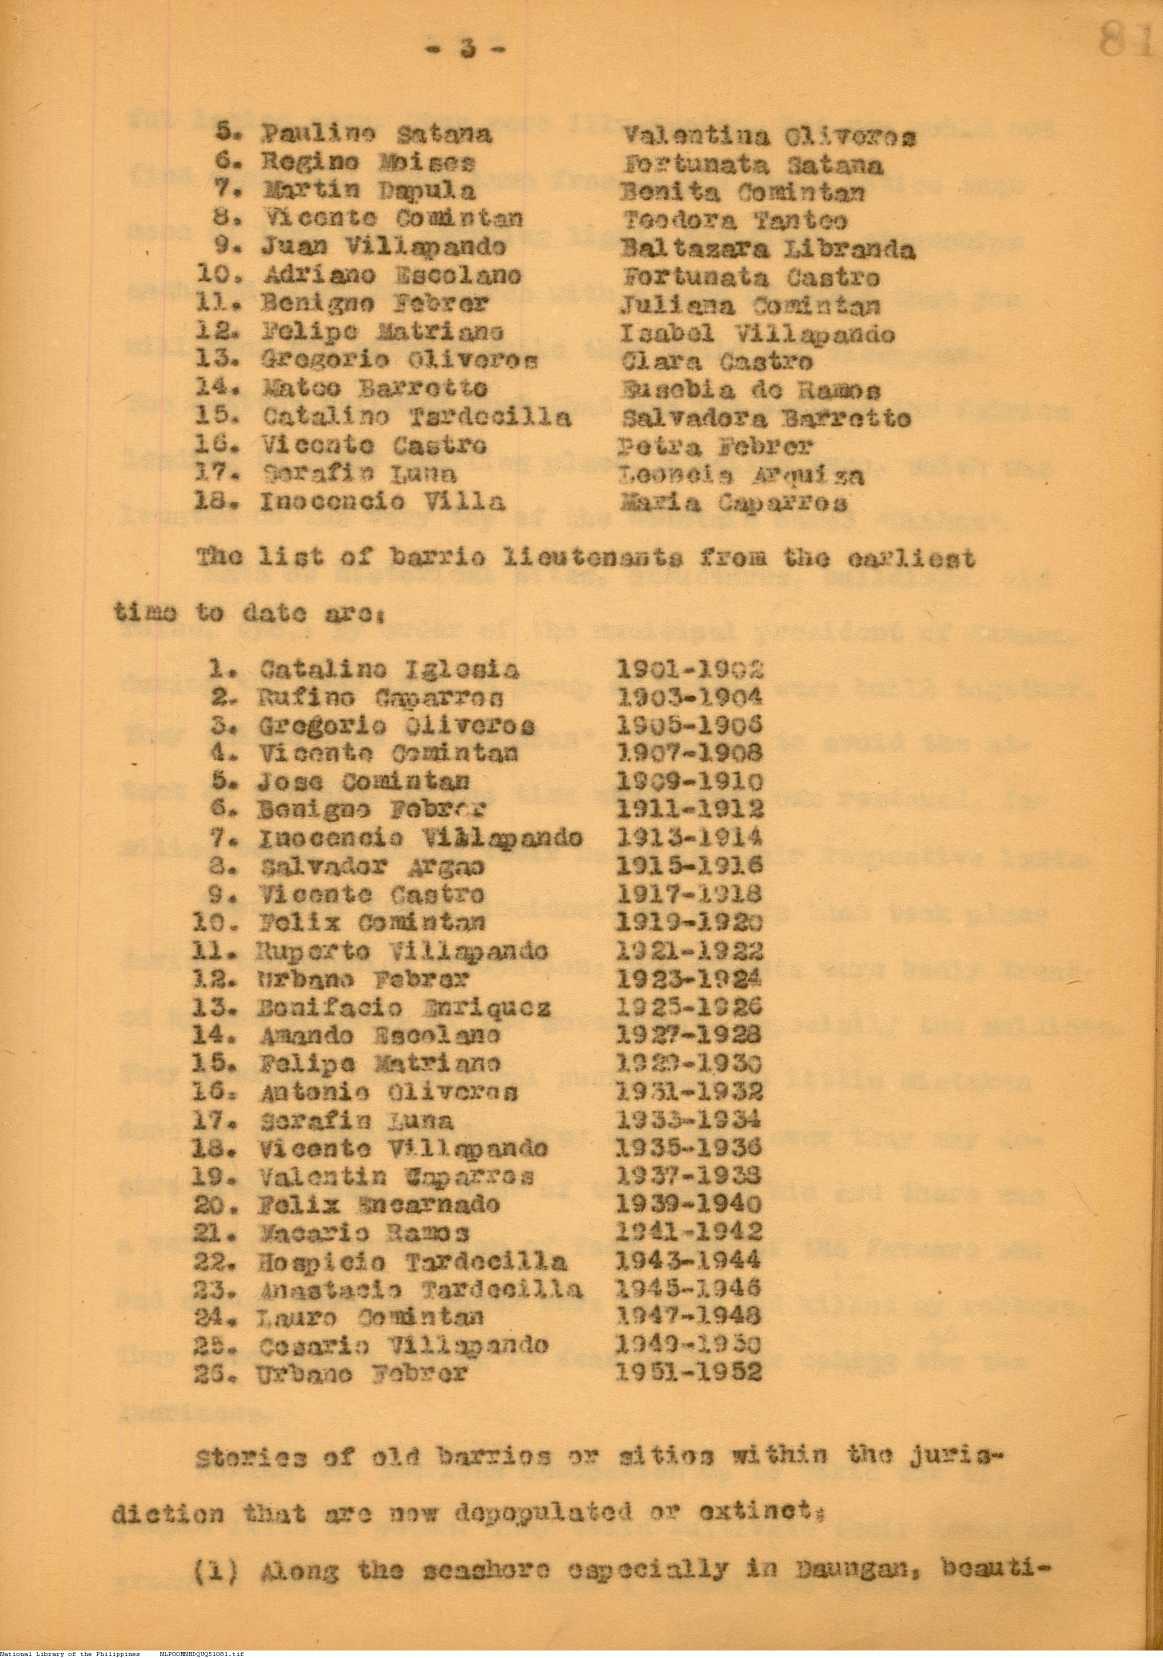 - 3 -
81
5. Paulino Satana Valentina Oliveros
6. Regino Moises Fortunata Satana
7. Martin Dapula Benita Comintan
8. Vicente Comintan Teodora Tanteo
9. Juan Villapando Baltazara Libranda
10. Adriano Escolano Fortunata Castro
11. Benigno Febrer Juliana Comintan
12. Felipe Matriano Isabel Villapando
13. Gregorio Oliveros Clara Castro
14. Mateo Barretto Eusebia de Ramos
15. Catalino Tardecilla Salvadora Barretto
16. Vicente Castro Petra Febrer
17. Serafin Luna Leoncia Arquiza
18. Inocencio Villa Maria Caparros
The list of barrio lieutenants from the earliest
time to date are:
1. Catalino Iglesia 1901-1902
2. Rufino Caparros 1903-1904
3. Gregorio Oliveros 1905-1906
4. Vicente Comintan 1907-1908
5. Jose Comintan 1909-1910
6. Benigno Febrer 1911-1912
7. Inocencio Villapando 1913-1914
8. Salvador Argao 1915-1916
9. Vicente Castro 1917-1918
10. Felix Comintan 1919-1920
11. Ruperto Villapando 1921-1922
12. Urbano Febrer 1923-1924
13. Bonifacio Enriquez 1925-1926
14. Amando Escolano 1927-1928
15. Felipe Matriano 1929-1930
16. Antonio Oliveros 1931-1932
17. Serafin Luna 1933-1934
18. Vicente Villapando 1935-1936
19. Valentin Caparros 1937-1938
20. Felix Encarnado 1939-1940
21. Macario Ramos 1941-1942
22. Hospicio Tardecilla 1943-1944
23. Anastacio Tardecilla 1945-1946
24. Lauro Comintan 1947-1948
25. Cesario Villapando 1949-1950
26. Urbano Febrer 1951-1952
Stories of old barrios or sitios within the juris-
diction that are now depopulated or extinct;
(1) Along the seashore especially in Daungan, beauti-
National Library of the Philippines